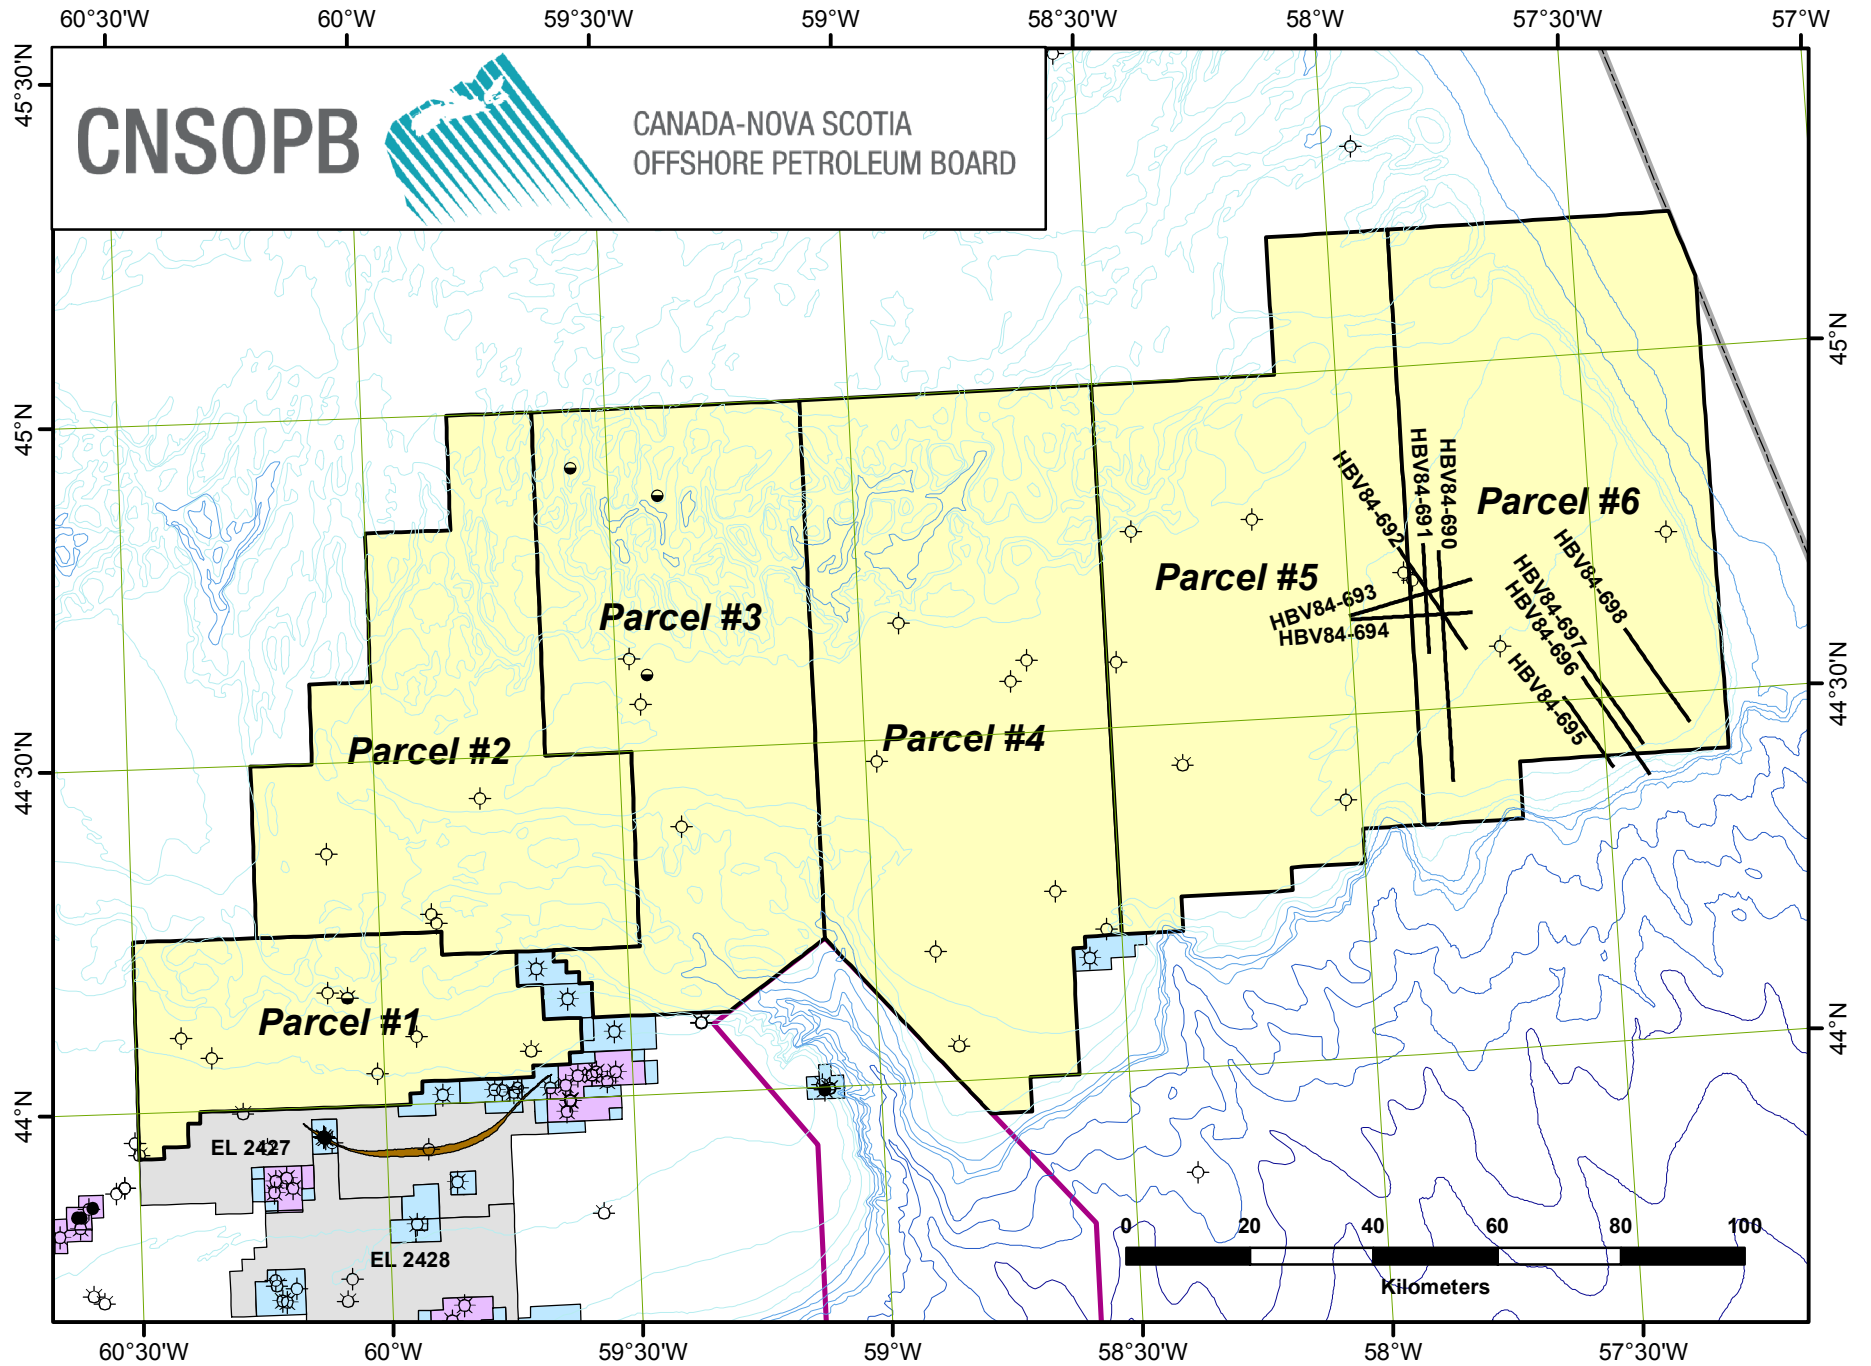 60°30'W 60°W 59°30'W 59°W 58°30'W 58°W 57°30'W 57°W
45°30'N
CNSOPB
CANADA-NOVA SCOTIA
OFFSHORE PETROLEUM BOARD
45°N
45°N
HBV84-692
HBV84-691
HBV84-690
Parcel #6
HBV84-698
HBV84-697
HBV84-696
HBV84-695
Parcel #5
HBV84-693
HBV84-694
Parcel #3
Parcel #4
Parcel #2
44°30'N
44°30'N
Parcel #1
44°N
44°N
EL 2427
EL 2428
0 20 40 60 80 100
Kilometers
60°30'W 60°W 59°30'W 59°W 58°30'W 58°W 57°30'W